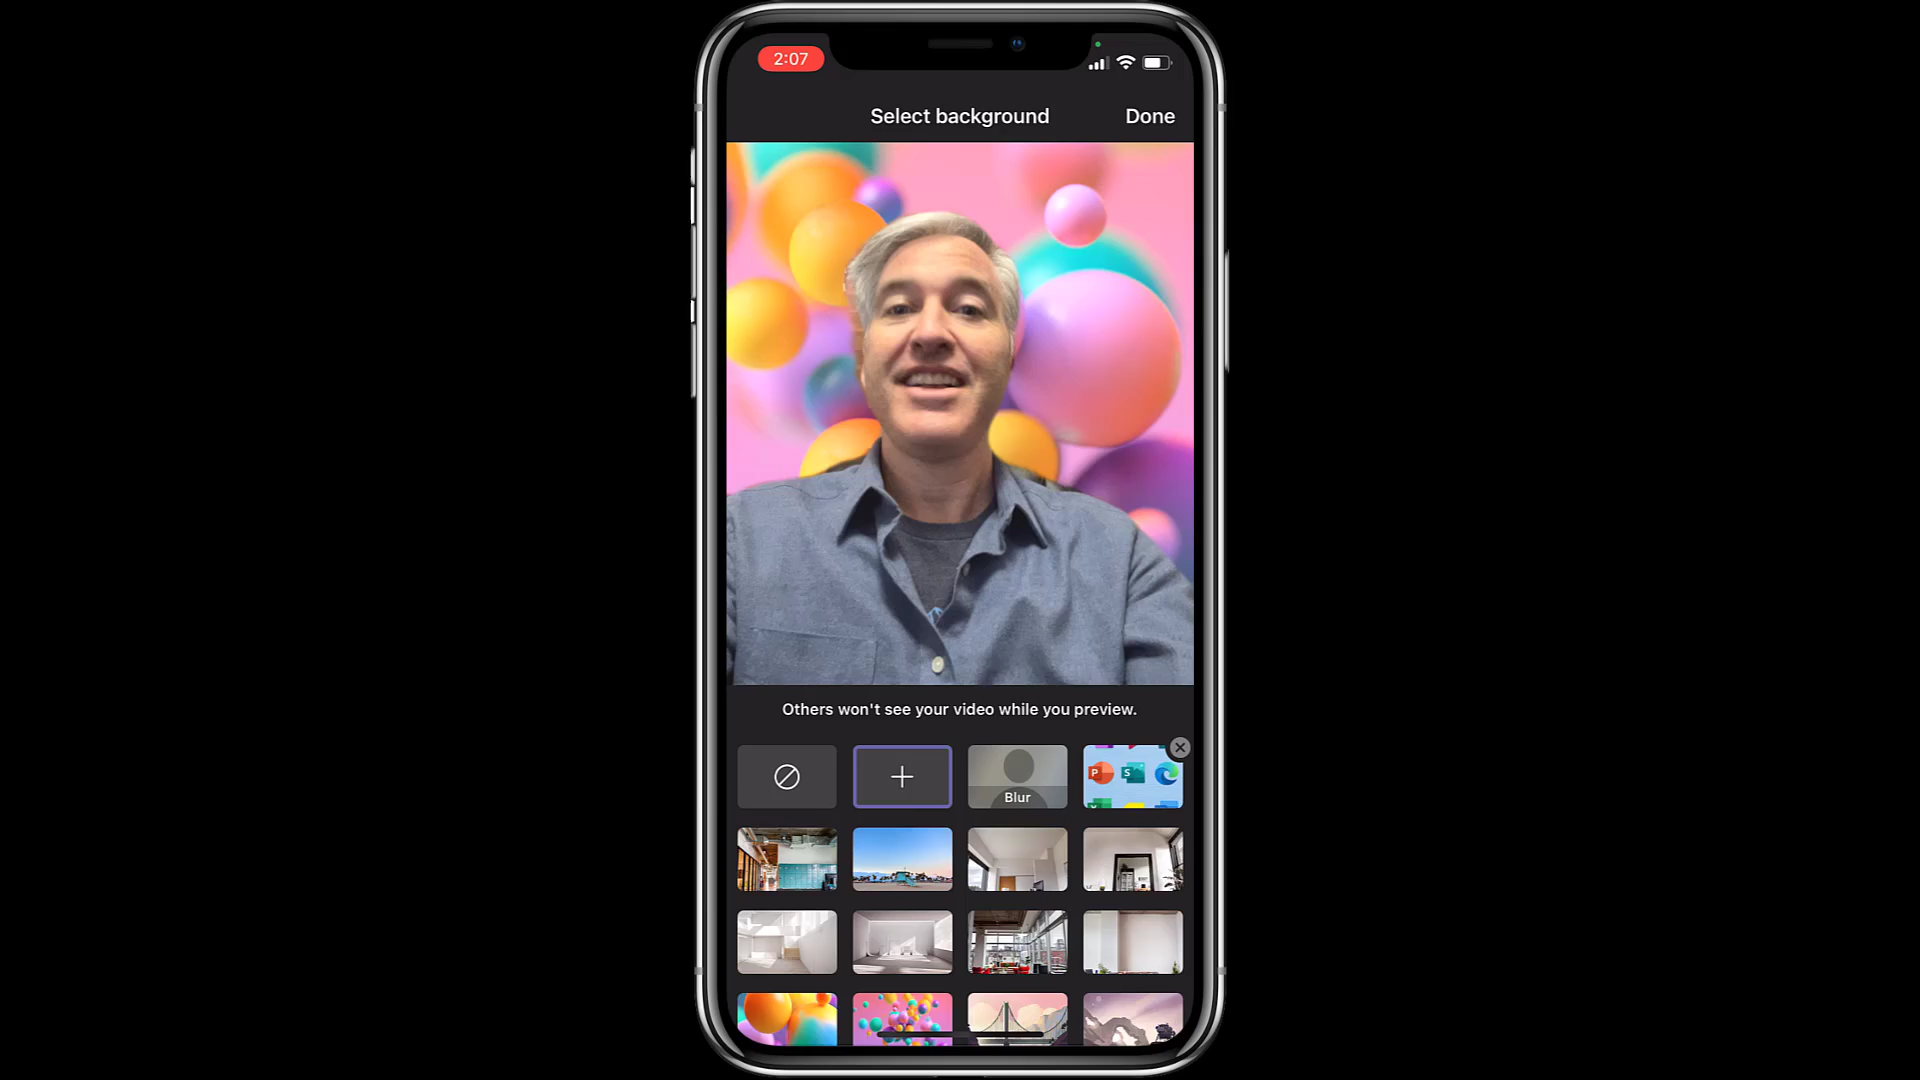 2:07
Select background
Done
Others won't see your video while you preview.
Blur
P
S